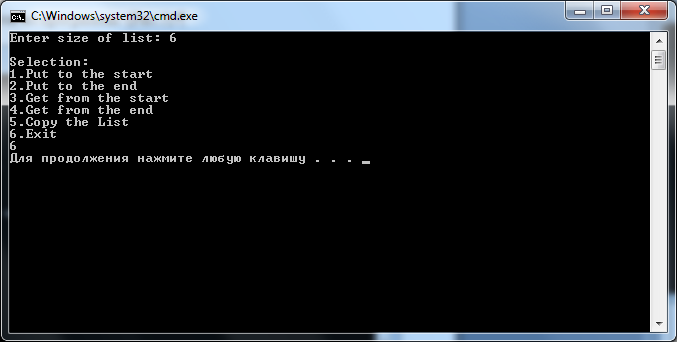 C:\Windows\system32\cmd.exe
Enter size of list: 6
Selection:
1.Put to the start
2.Put to the end
3.Get from the start
4.Get from the end
5.Copy the List
6.Exit
6
Для продолжения нажмите любую клавишу . . . _